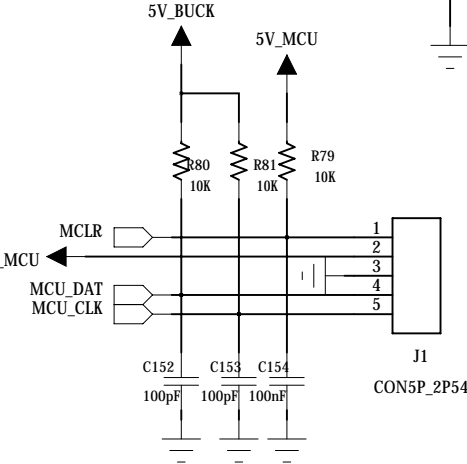 5V_BUCK
5V_MCU
R80
10K
R81
10K
R79
10K
MCLR
_MCU
MCU_DAT
MCU_CLK
1
2
3
4
5
J1
CON5P_2P54
C152
100pF
C153
100pF
C154
100nF